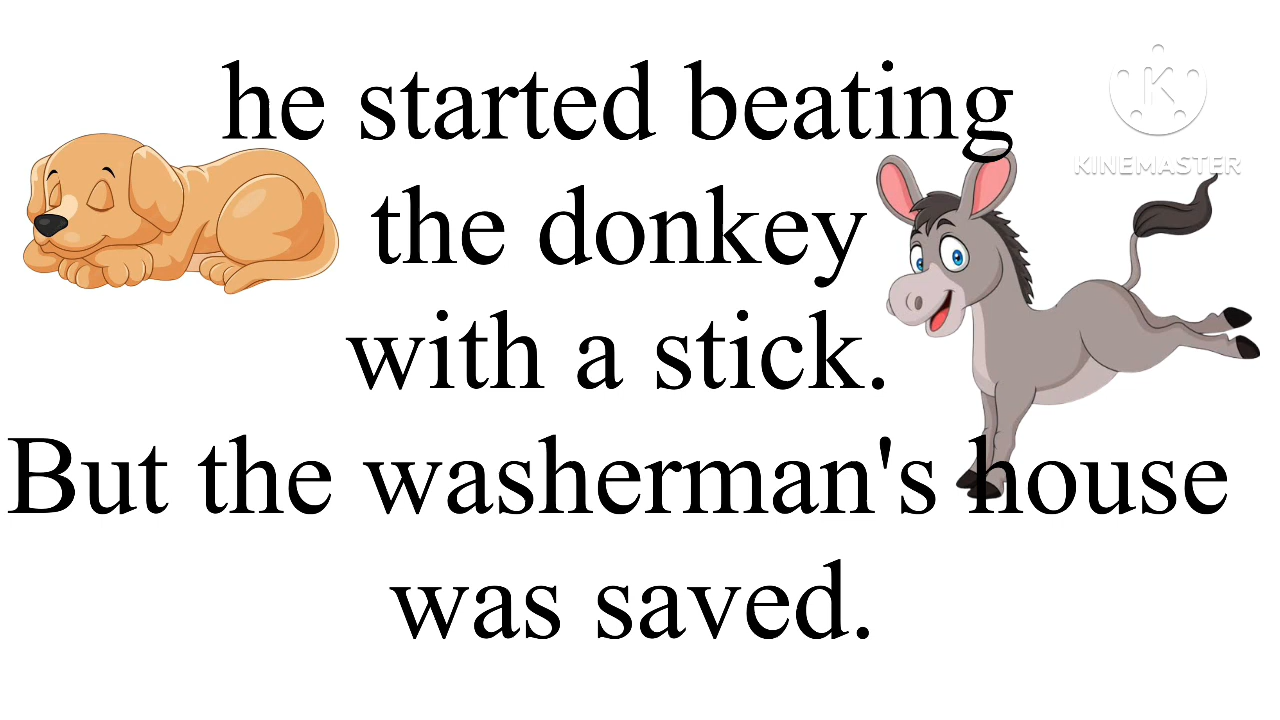 he started beating
the donkey
with a stick.
But the washerman's house
was saved.
K
KINEMASTER